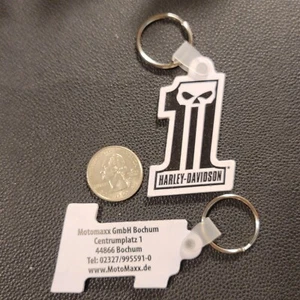 HARLEY-DAVIDSON
Motomaxx GmbH Bochum
Centrumplatz 1
44866 Bochum
Tel: 02327/995591-0
www.MotoMaxx.de